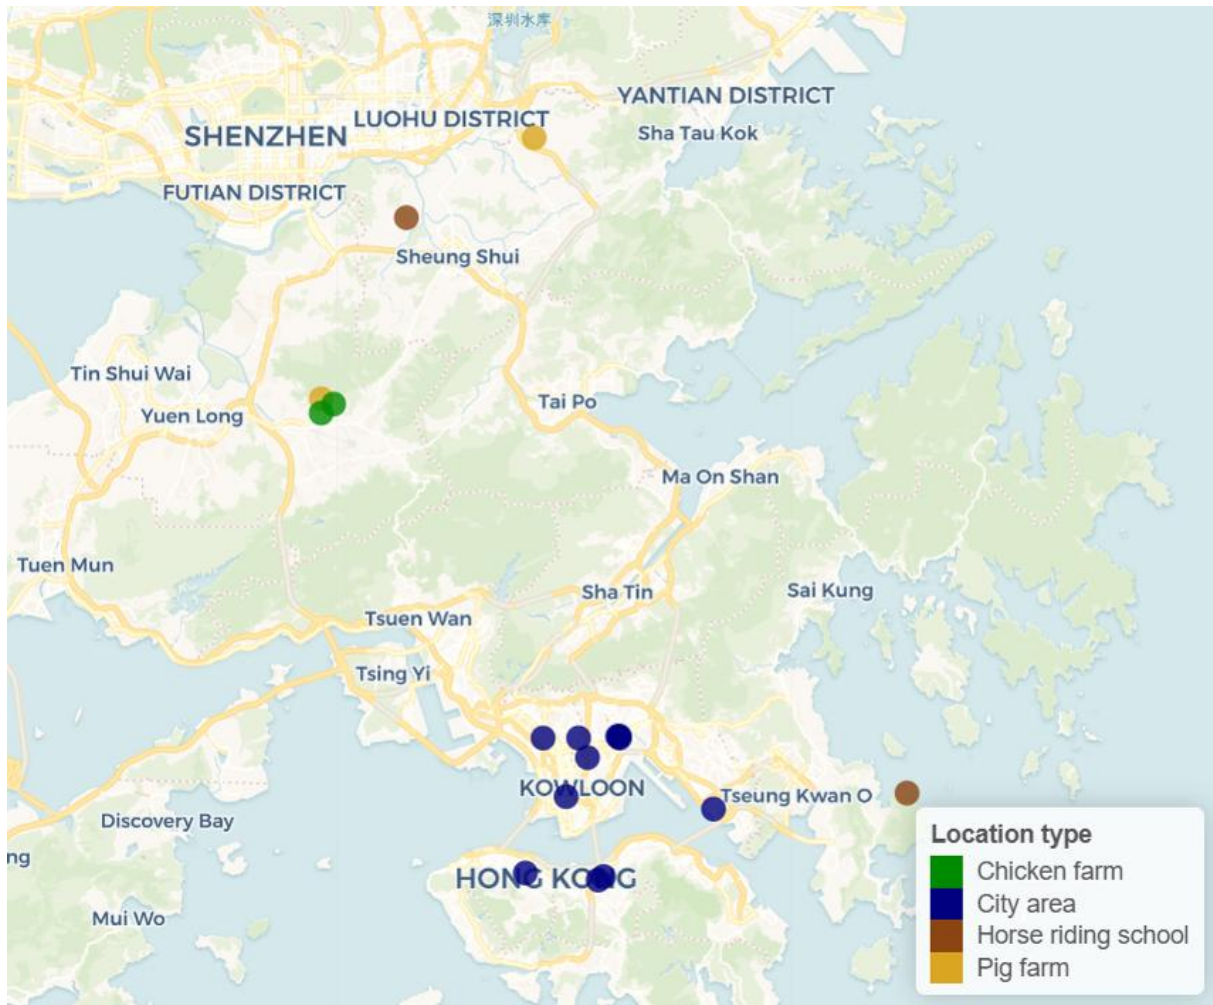 深圳水库
YANTIAN DISTRICT
LUOHU DISTRICT
SHENZHEN
Sha Tau Kok
FUTIAN DISTRICT
Sheung Shui
Tin Shui Wai
Yuen Long
Tai Po
Ma On Shan
Tuen Mun
Sha Tin
Sai Kung
Tsuen Wan
Tsing Yi
KOWLOON
Tseung Kwan O
Discovery Bay
ng
HONG KONG
Mui Wo
Location type
Chicken farm
City area
Horse riding school
Pig farm